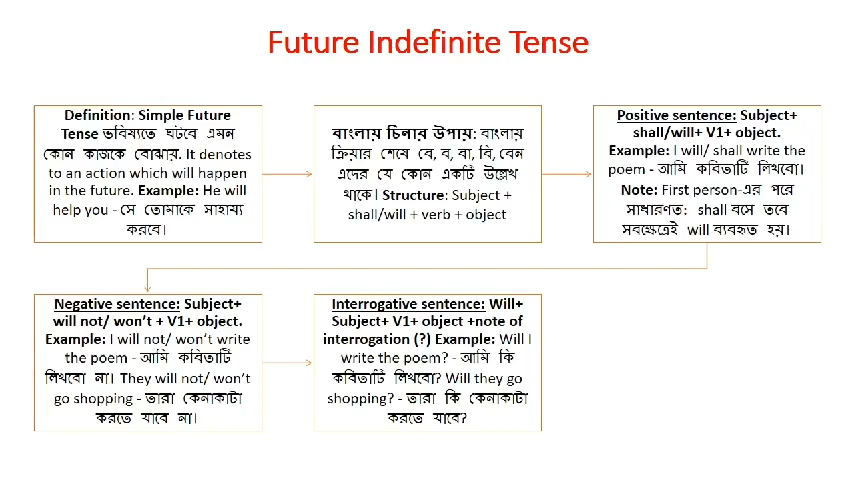 Future Indefinite Tense
Definition: Simple Future
Tense ভবিষ্যতে ঘটবে এমন
কোন কাজকে বোঝায়. It denotes
to an action which will happen
in the future. Example: He will
help you - সে তোমাকে সাহায্য
করবে।
বাংলায় চিনার উপায়: বাংলায়
ক্রিয়ার শেষে বে, ব, বা, বি, বেন
এদের যে কোন একটি উল্লেখ
থাকে। Structure: Subject +
shall/will + verb + object
Positive sentence: Subject+
shall/will+ V1+ object.
Example: I will/ shall write the
poem - আমি কবিতাটি লিখবো।
Note: First person-এর পরে
সাধারণত: shall বসে তবে
সবক্ষেত্রেই will ব্যবহৃত হয়।
Negative sentence: Subject+
will not/ won't + V1+ object.
Example: I will not/ won't write
the poem - আমি কবিতাটি
লিখবো না। They will not/ won't
go shopping - তারা কেনাকাটা
করতে যাবে না।
Interrogative sentence: Will+
Subject+ V1+ object +note of
interrogation (?) Example: Will I
write the poem? - আমি কি
কবিতাটি লিখবো? Will they go
shopping? - তারা কি কেনাকাটা
করতে যাবে?